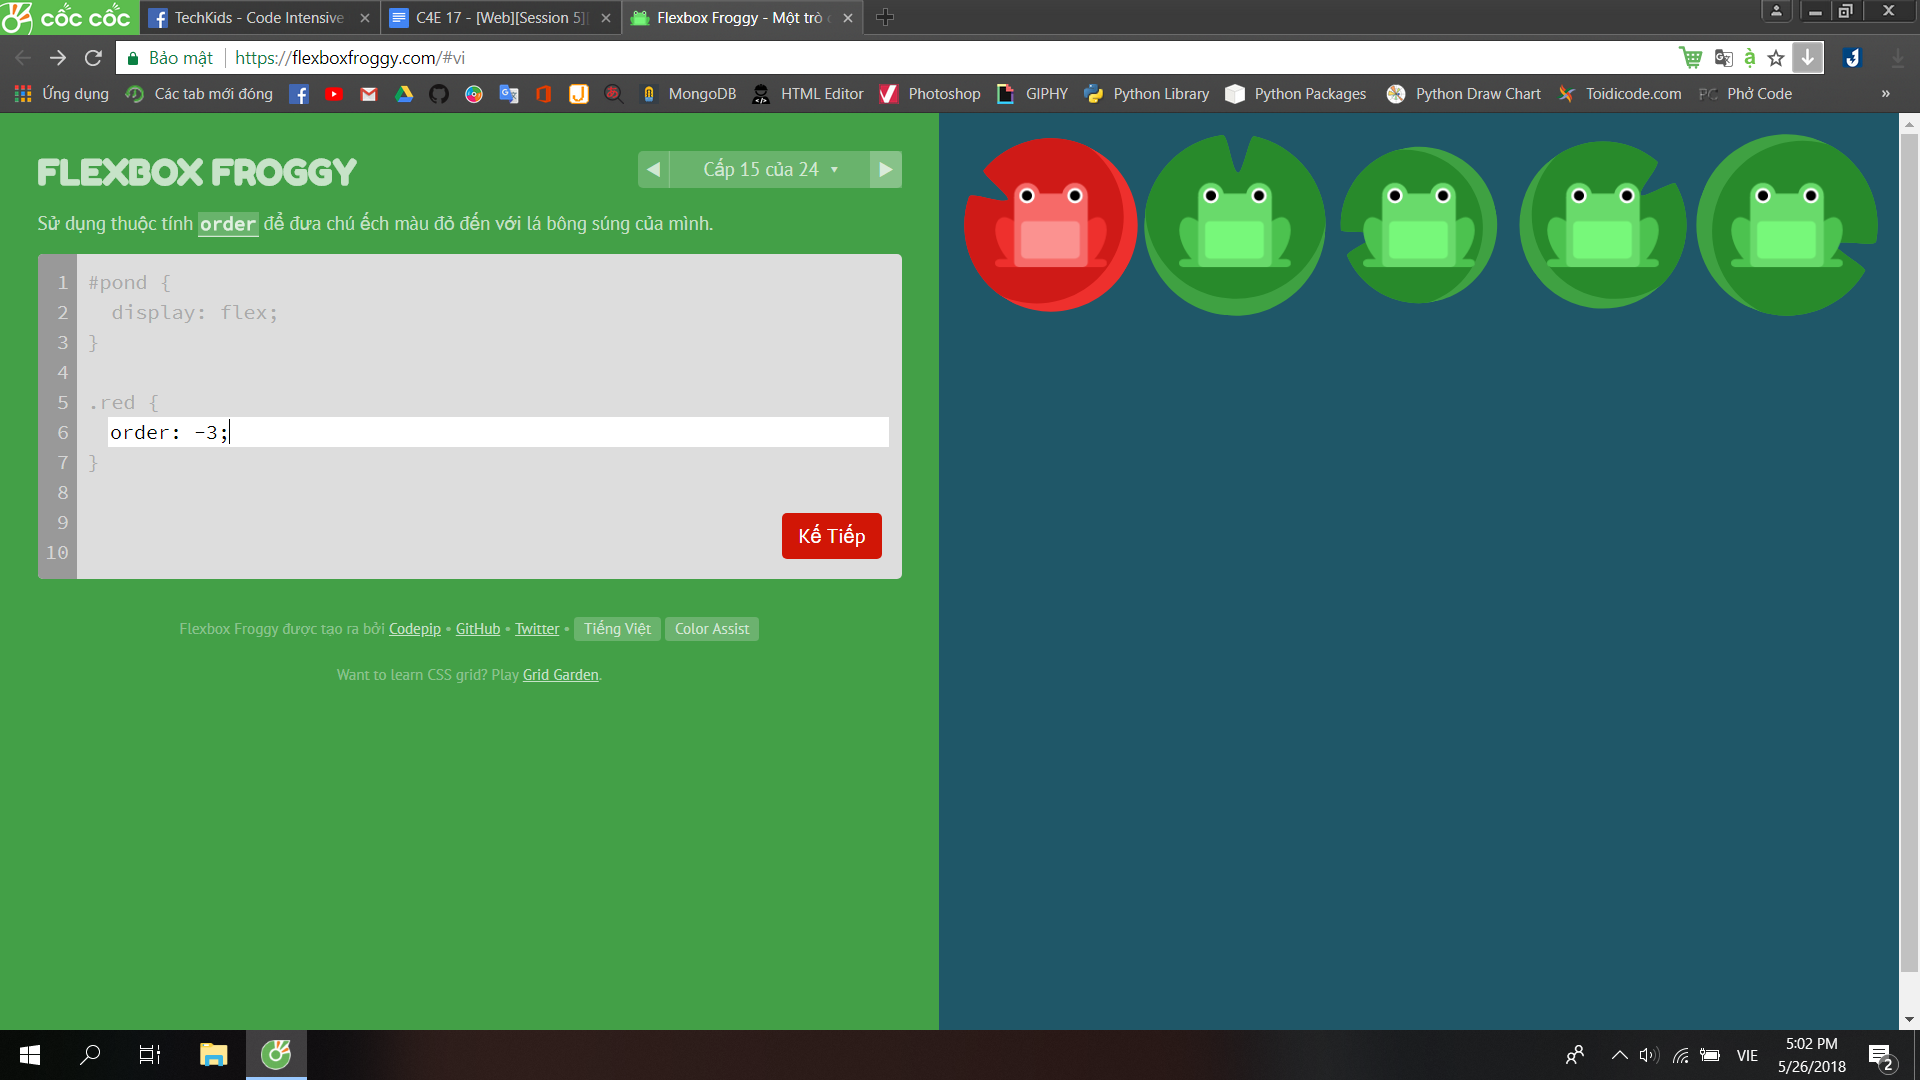 cốc cốc
TechKids - Code Intensive
C4E 17 - [Web][Session 5]
Flexbox Froggy - Một trò
Bảo mật
https://flexboxfroggy.com/#vi
Ứng dụng
Các tab mới đóng
MongoDB
HTML Editor
Photoshop
GIPHY
Python Library
Python Packages
Python Draw Chart
Toidicode.com
PC Phở Code
»
FLEXBOX FROGGY
Cấp 15 của 24
Sử dụng thuộc tính order để đưa chú ếch màu đỏ đến với lá bông súng của mình.
1 #pond {
2 display: flex;
3 }
4
5 .red {
6 order: -3;
7 }
8
9
10
Kế Tiếp
Flexbox Froggy được tạo ra bởi Codepip • GitHub • Twitter • Tiếng Việt Color Assist
Want to learn CSS grid? Play Grid Garden.
VIE
5:02 PM
5/26/2018
2